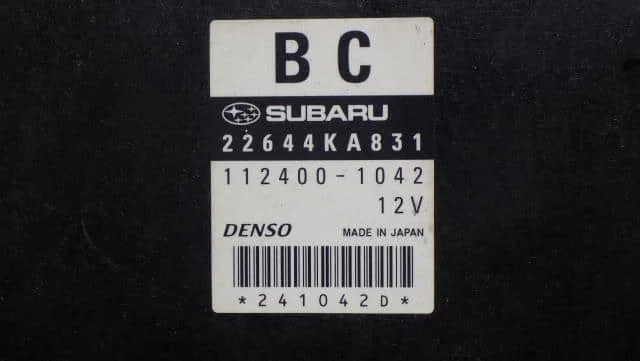 BC
SUBARU
22644KA831
112400-1042
12V
DENSO MADE IN JAPAN
*241042D*